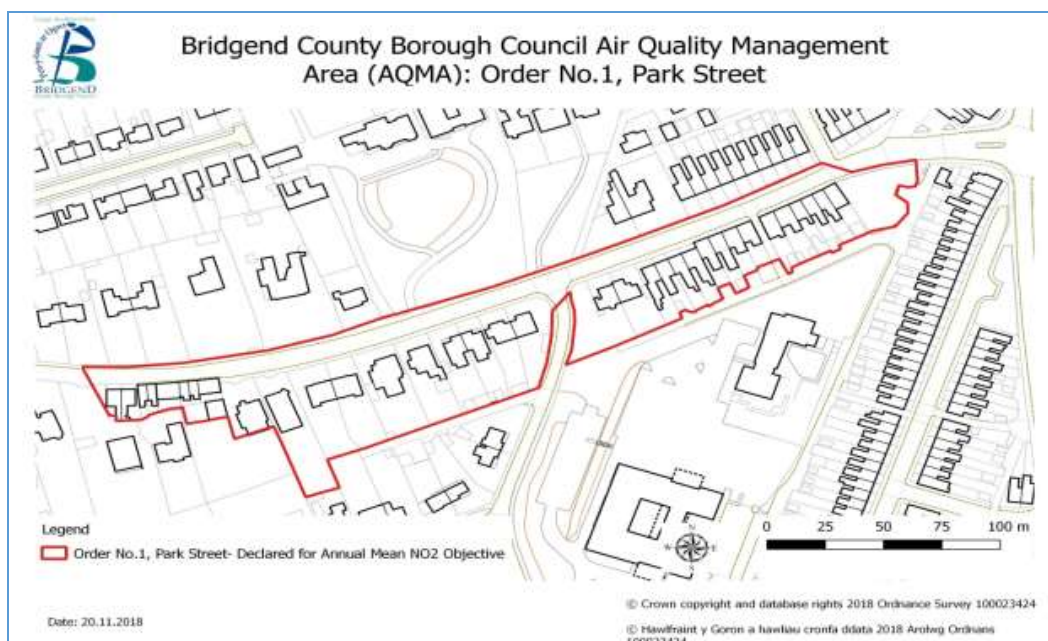 BRIDGEND
Bridgend County Borough Council Air Quality Management
Area (AQMA): Order No.1, Park Street
Legend
Order No.1, Park Street- Declared for Annual Mean NO2 Objective
N
W E
S
0 25 50 75 100 m
Date: 20.11.2018
© Crown copyright and database rights 2018 Ordnance Survey 100023424
© Hawlfraint y Goron a hawliau cronfa ddata 2018 Arolwg Ordnans
100023424